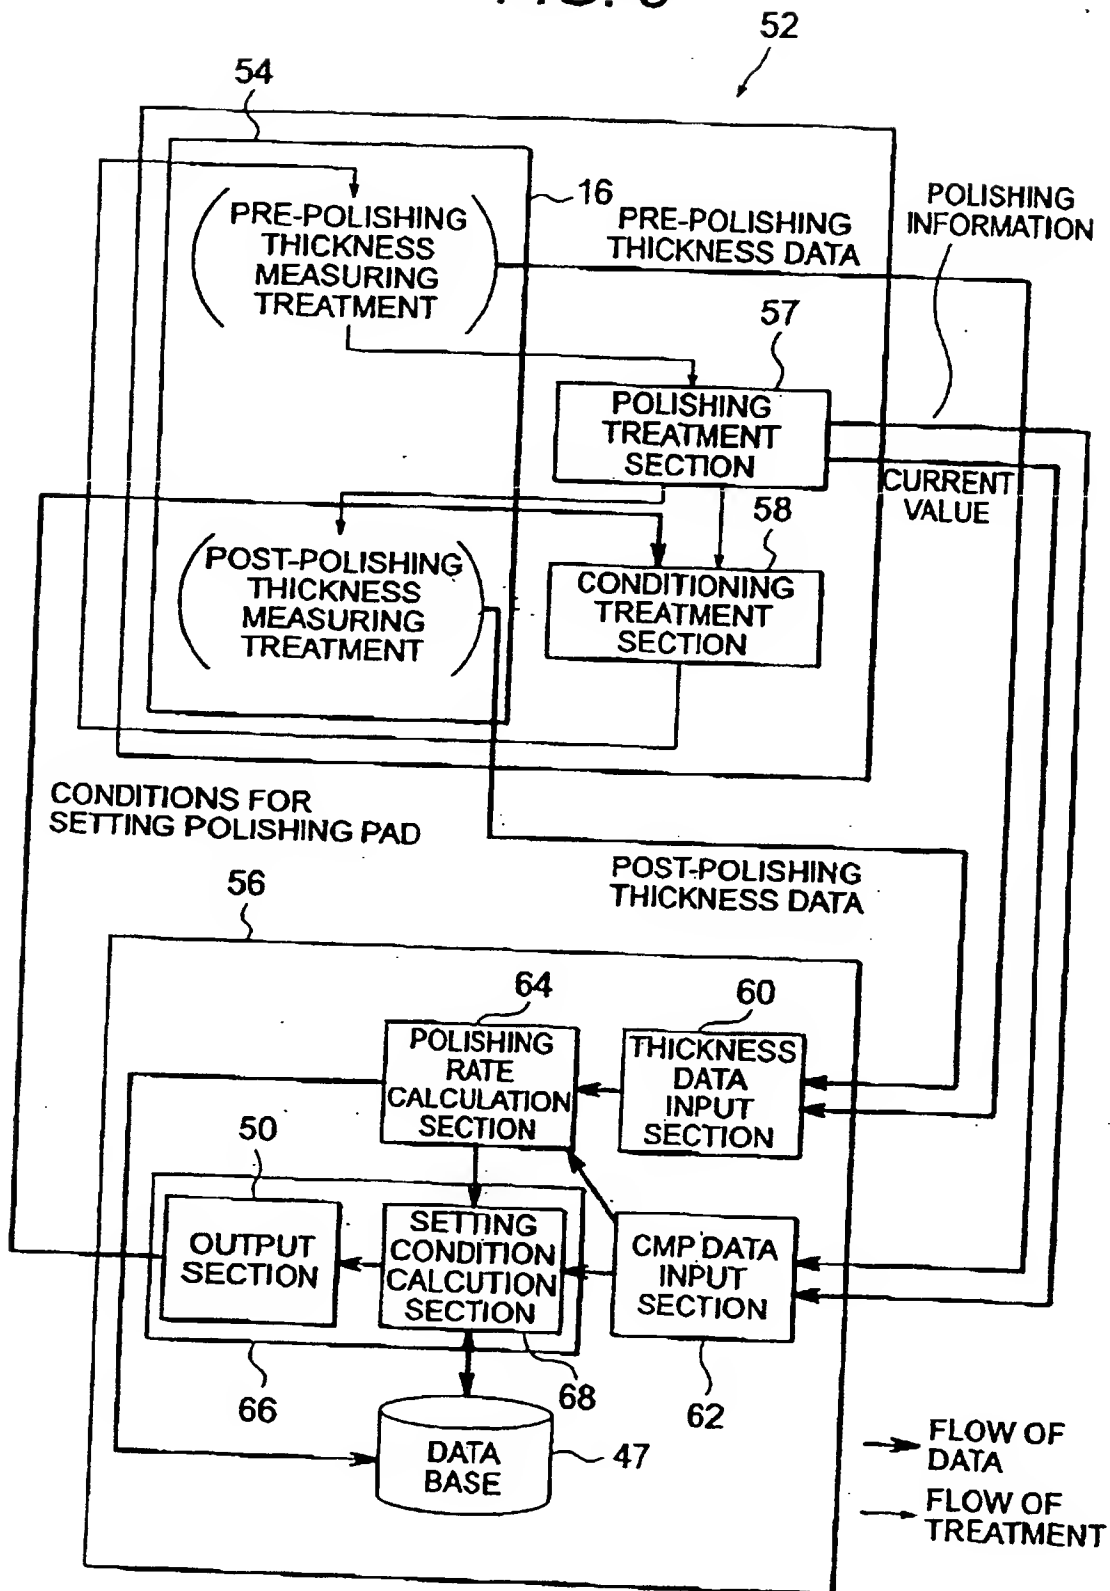 52
54
16
PRE-POLISHING
THICKNESS
MEASURING
TREATMENT
PRE-POLISHING
THICKNESS DATA
POLISHING
INFORMATION
57
POLISHING
TREATMENT
SECTION
CURRENT
VALUE
58
POST-POLISHING
THICKNESS
MEASURING
TREATMENT
CONDITIONING
TREATMENT
SECTION
CONDITIONS FOR
SETTING POLISHING PAD
POST-POLISHING
THICKNESS DATA
56
64
60
POLISHING
RATE
CALCULATION
SECTION
THICKNESS
DATA
INPUT
SECTION
50
OUTPUT
SECTION
SETTING
CONDITION
CALCUTION
SECTION
CMP DATA
INPUT
SECTION
66
68
62
DATA
BASE
47
FLOW OF
DATA
FLOW OF
TREATMENT